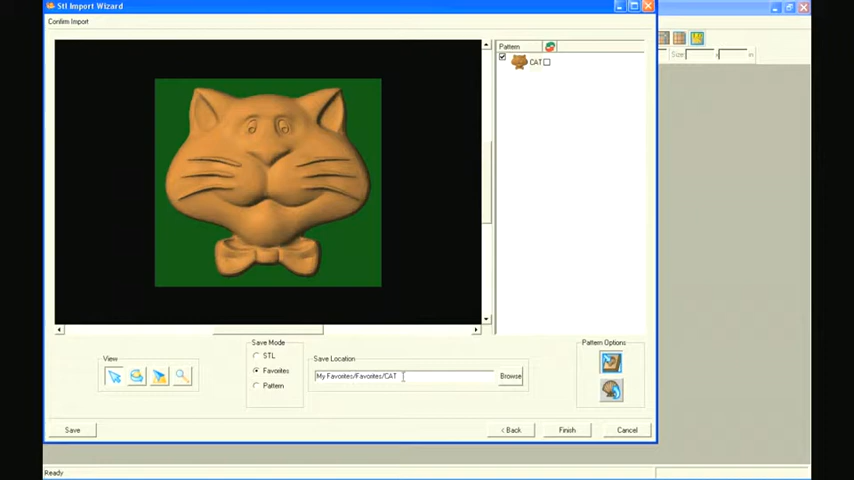 Stl Import Wizard
Confirm Import
Pattern
CAT
Size
View
Save Mode
STL
Favorites
Pattern
Save Location
My Favorites/Favorites/CAT
Browse
Pattern Options
Save
< Back
Finish
Cancel
Ready